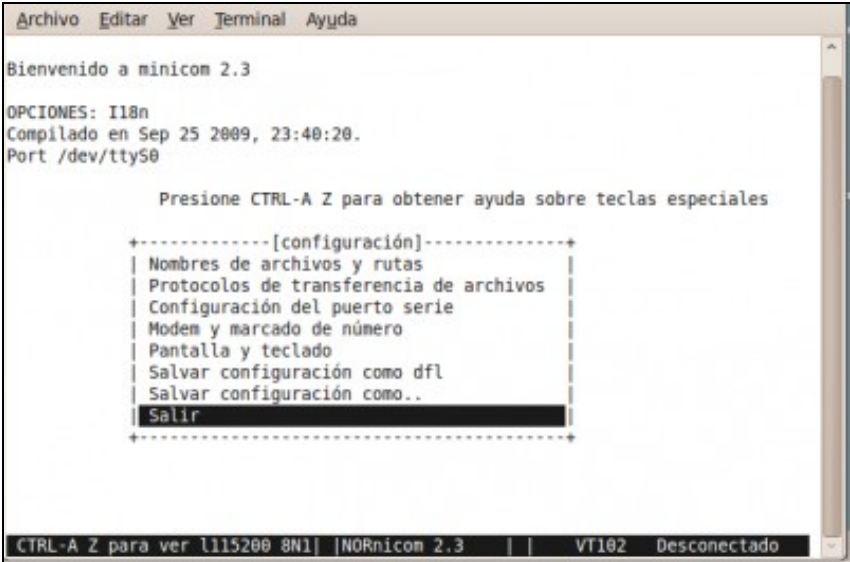 Archivo Editar Ver Terminal Ayuda
Bienvenido a minicom 2.3
OPCIONES: I18n
Compilado en Sep 25 2009, 23:40:20.
Port /dev/ttyS0
Presione CTRL-A Z para obtener ayuda sobre teclas especiales
+-------------[configuración]--------------+
| Nombres de archivos y rutas |
| Protocolos de transferencia de archivos |
| Configuración del puerto serie |
| Modem y marcado de número |
| Pantalla y teclado |
| Salvar configuración como dfl |
| Salvar configuración como.. |
| Salir |
+------------------------------------------+
CTRL-A Z para ver l115200 8N1| |NORnicom 2.3 | | VT102 Desconectado